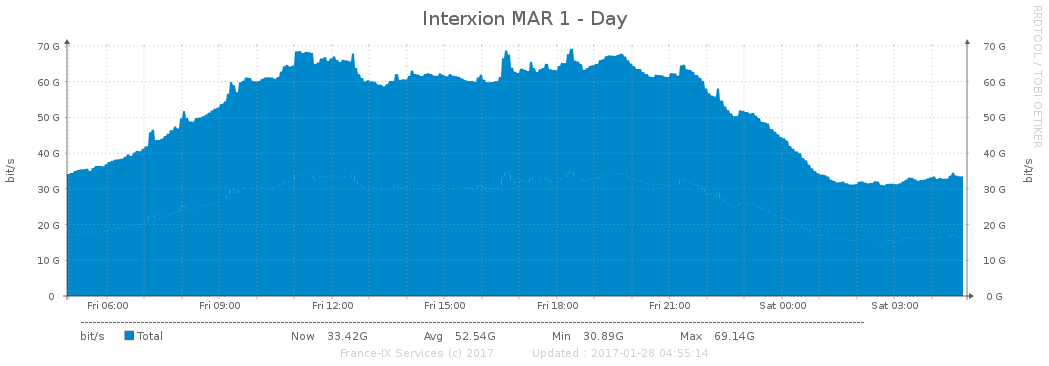 Interxion MAR 1 - Day
RRDTOOL / TOBI OETIKER
70 G 70 G
60 G 60 G
50 G 50 G
40 G 40 G
30 G 30 G
20 G 20 G
10 G 10 G
0 0 G
bit/s bit/s
Fri 06:00 Fri 09:00 Fri 12:00 Fri 15:00 Fri 18:00 Fri 21:00 Sat 00:00 Sat 03:00
bit/s Total Now 33.42G Avg 52.54G Min 30.89G Max 69.14G
France-IX Services (c) 2017 Updated : 2017-01-28 04:55:14